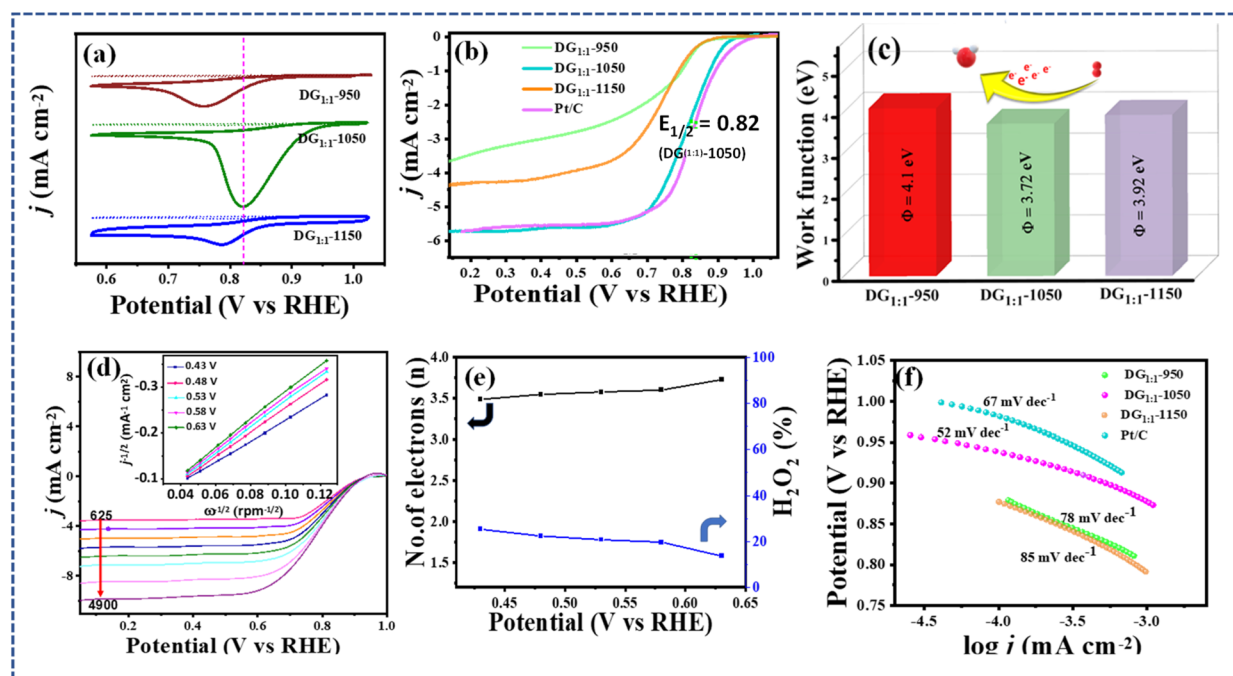 (a)
DG1:1-950
DG1:1-1050
DG1:1-1150
j (mA cm-2)
0.6 0.7 0.8 0.9 1.0
Potential (V vs RHE)
(b)
DG1:1-950
DG1:1-1050
DG1:1-1150
Pt/C
E1/2 = 0.82
(DG(1:1)-1050)
j (mA cm-2)
0
-1
-2
-3
-4
-5
-6
0.2 0.3 0.4 0.5 0.6 0.7 0.8 0.9 1.0
Potential (V vs RHE)
(c)
e- e- e- e- e-
Work function (eV)
5
4
3
2
1
0
Φ = 4.1 eV
Φ = 3.72 eV
Φ = 3.92 eV
DG1:1-950 DG1:1-1050 DG1:1-1150
(d)
0.43 V
0.48 V
0.53 V
0.58 V
0.63 V
j-1/2 (mA-1 cm2)
-0.3
-0.2
-0.1
0.04 0.06 0.08 0.10 0.12
ω-1/2 (rpm-1/2)
j (mA cm-2)
8
4
0
-4
-8
625
4900
0.2 0.4 0.6 0.8 1.0
Potential (V vs RHE)
(e)
No.of electrons (n)
4.0
3.5
3.0
2.5
2.0
1.5
H2O2 (%)
100
80
60
40
20
0
0.45 0.50 0.55 0.60 0.65
Potential (V vs RHE)
(f)
DG1:1-950
DG1:1-1050
DG1:1-1150
Pt/C
67 mV dec-1
52 mV dec-1
78 mV dec-1
85 mV dec-1
Potential (V vs RHE)
1.05
1.00
0.95
0.90
0.85
0.80
0.75
-4.5 -4.0 -3.5 -3.0
log j (mA cm-2)